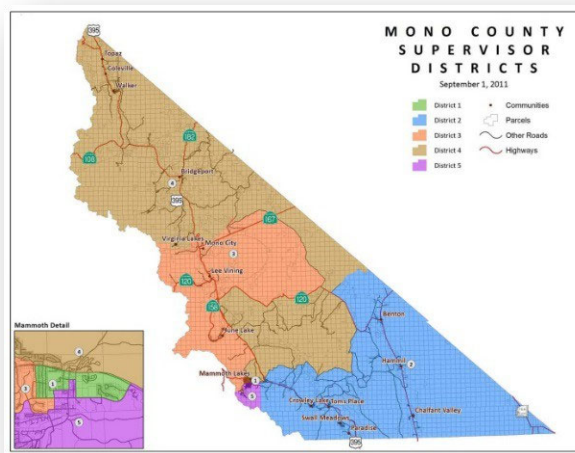 MONO COUNTY
SUPERVISOR
DISTRICTS
September 1, 2011
District 1
District 2
District 3
District 4
District 5
Communities
Parcels
Other Roads
Highways
395
Topaz
Coleville
Walker
182
108
Bridgeport
4
395
167
Virginia Lakes
Mono City
3
Lee Vining
120
120
158
June Lake
Benton
Mammoth Lakes
1
5
Hammil
2
Crowley Lake
Toms Place
Swall Meadows
Chalfant Valley
Paradise
395
Mammoth Detail
4
3
1
5